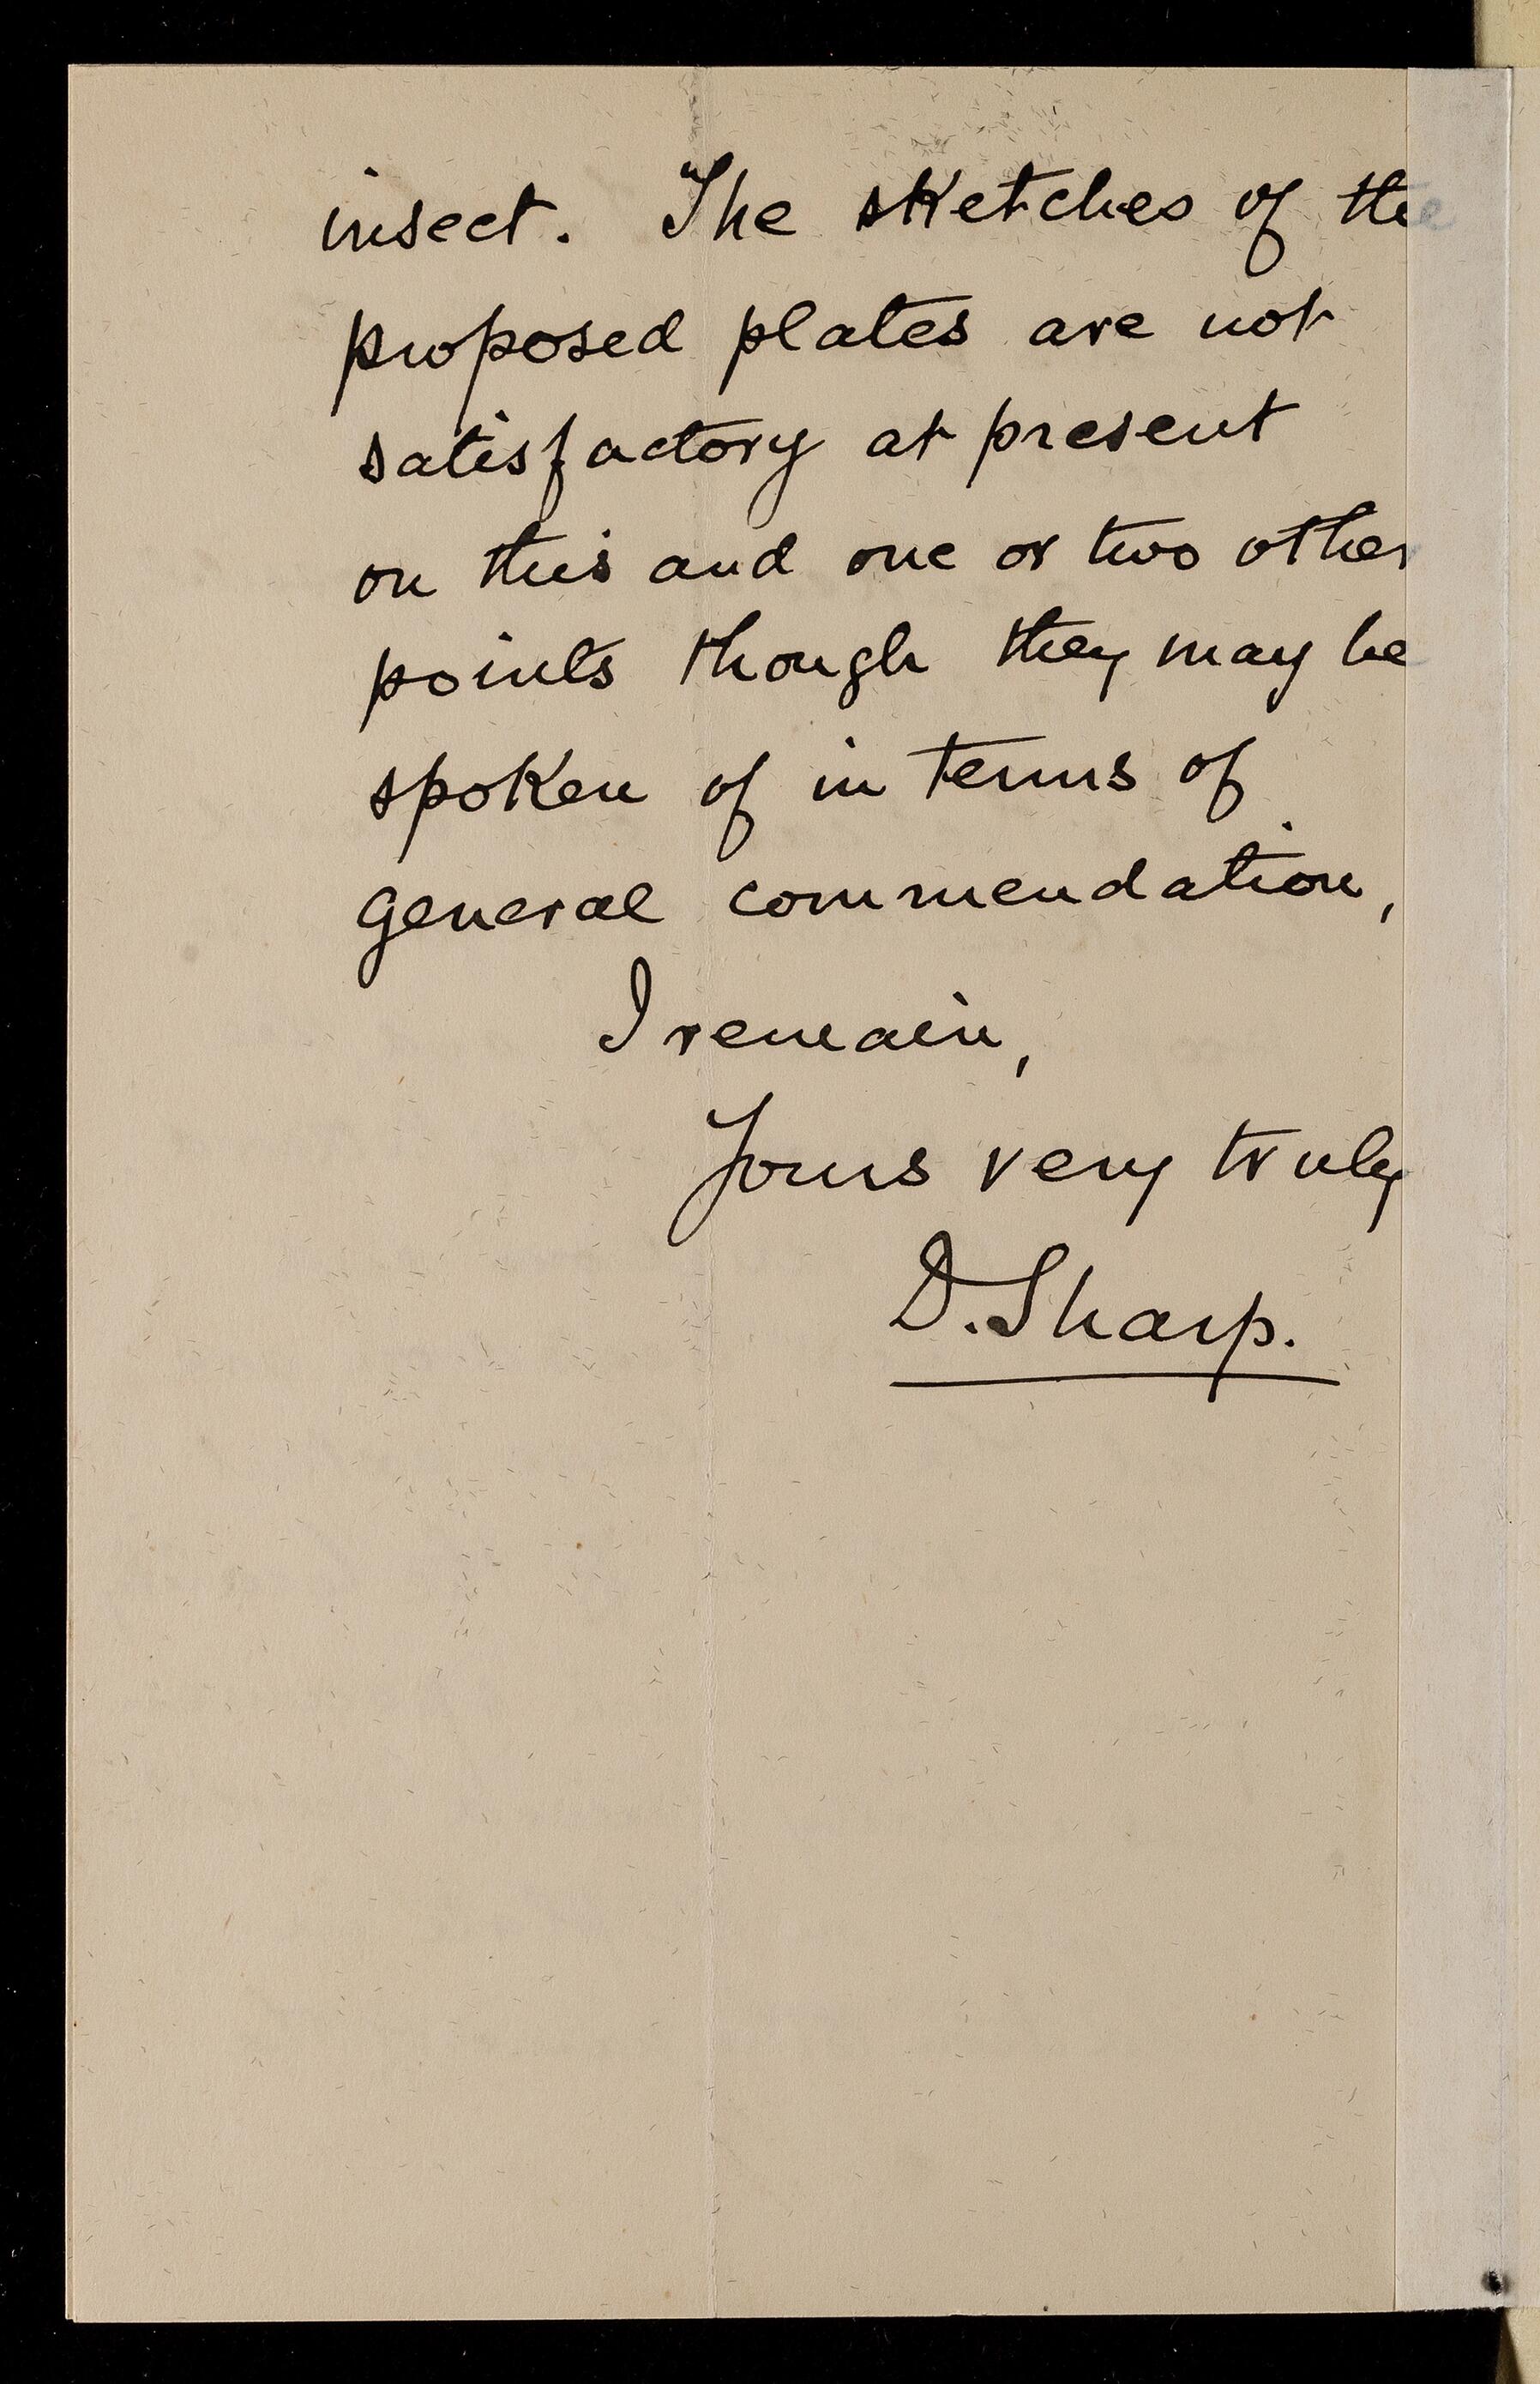 insect. The sketches of the
proposed plates are not
satisfactory at present
on this and one or two other
points though they may be
spoken of in terms of
general commendation,
I remain,
Yours very truly
D. Sharp.